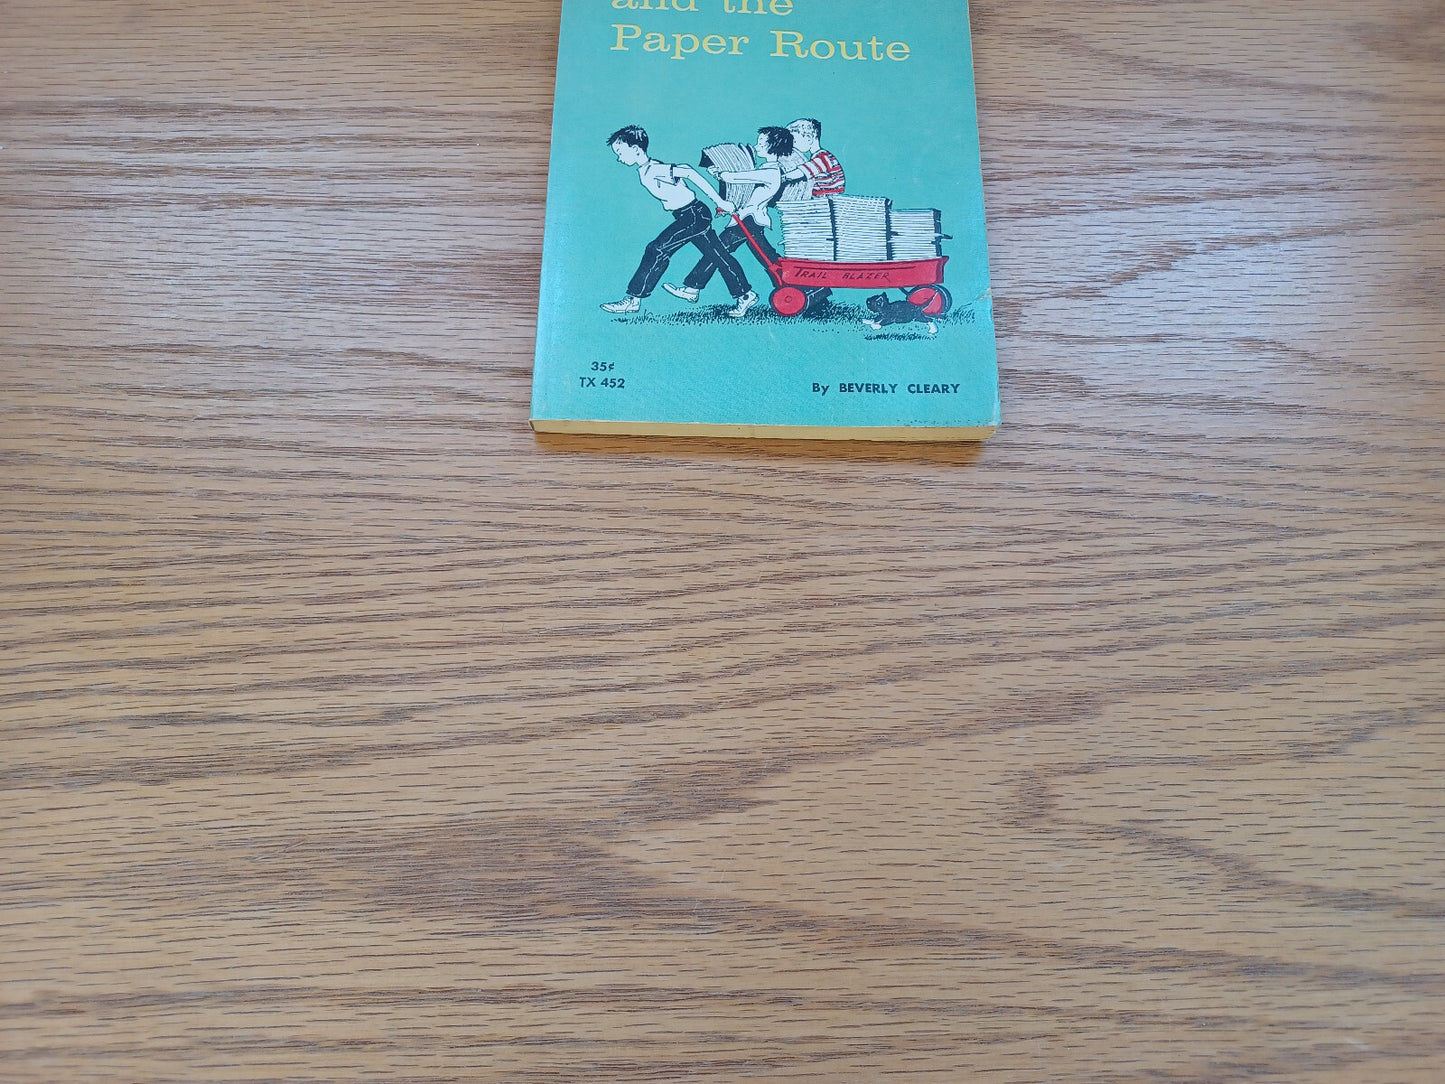 and the
Paper Route
TRAIL BLAZER
35¢
TX 452
By BEVERLY CLEARY